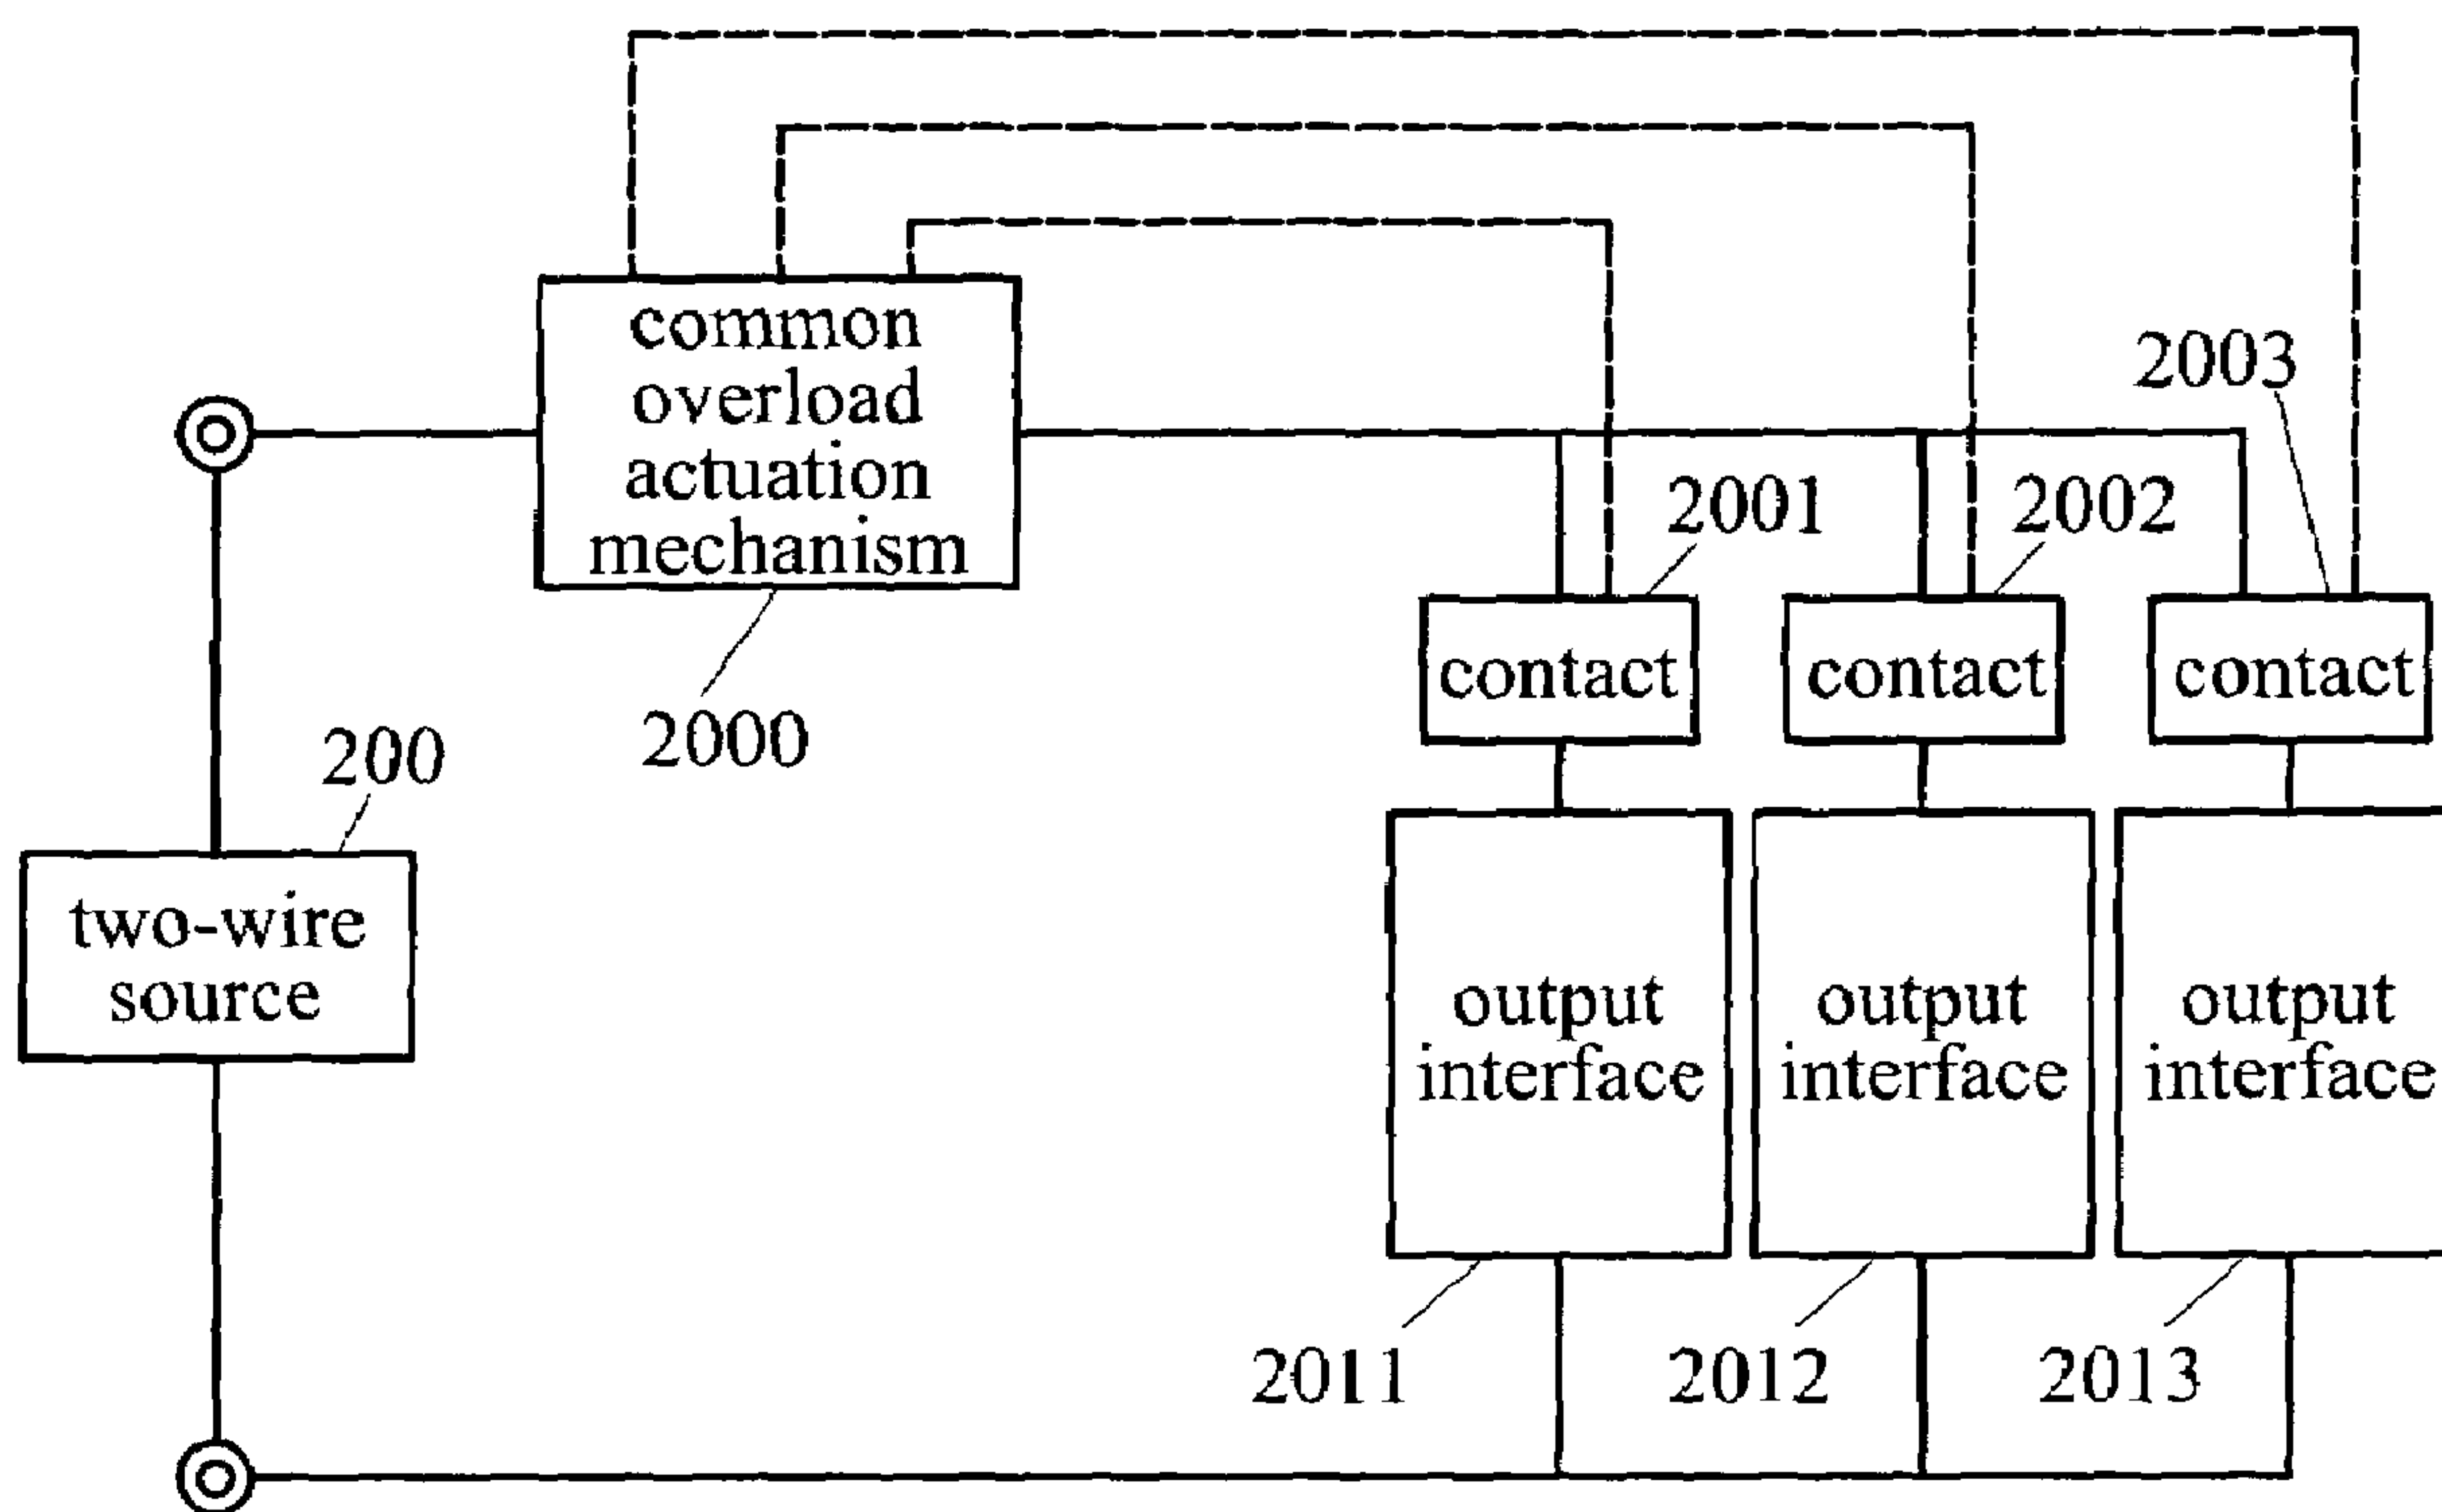 common
overload
actuation
mechanism
2003
2001
2002
contact
contact
contact
2000
200
two-wire
source
output
interface
output
interface
output
interface
2011
2012
2013